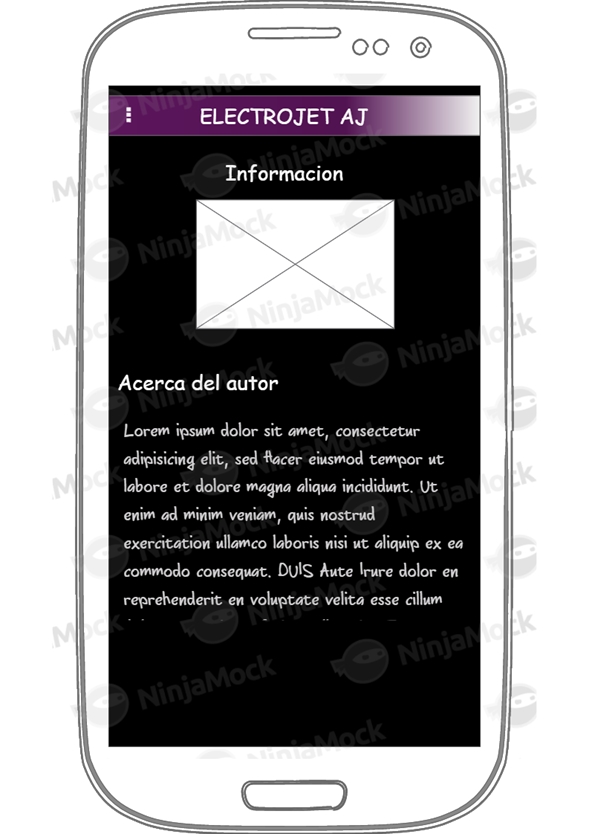 ELECTROJET AJ
Informacion
Acerca del autor
Lorem ipsum dolor sit amet, consectetur
adipisicing elit, sed Hacer eiusmod tempor ut
labore et dolore magna aliqua incididunt. Ut
enim ad minim veniam, quis nostrud
exercitation ullamco laboris nisi ut aliquip ex ea
commodo consequat. DUIS Aute Irure dolor en
reprehenderit en voluptate velita esse cillum
NinjaMock